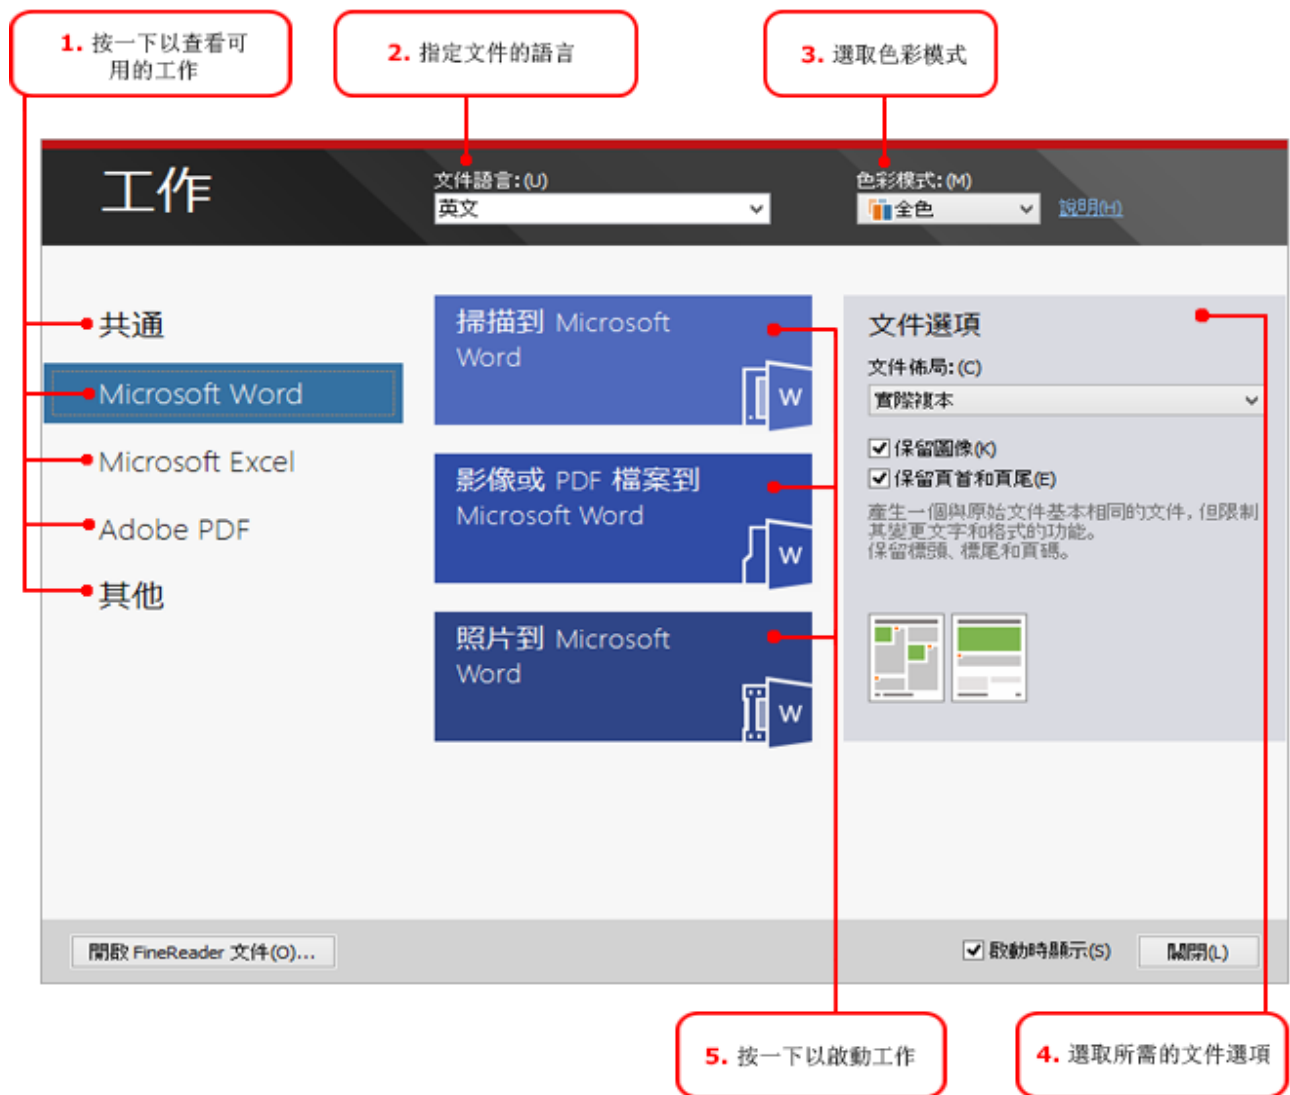 1. 按一下以查看可
用的工作
2. 指定文件的語言
3. 選取色彩模式
工作
文件語言:(U)
英文
色彩模式:(M)
全色
說明(H)
共通
Microsoft Word
Microsoft Excel
Adobe PDF
其他
掃描到 Microsoft
Word
W
影像或 PDF 檔案到
Microsoft Word
W
照片到 Microsoft
Word
W
文件選項
文件佈局:(C)
實際複本
保留圖像(K)
保留頁首和頁尾(E)
產生一個與原始文件基本相同的文件, 但限制
其變更文字和格式的功能。
保留標頭、標尾和頁碼。
開啟 FineReader 文件(O)...
啟動時顯示(S)
關閉(L)
5. 按一下以啟動工作
4. 選取所需的文件選項